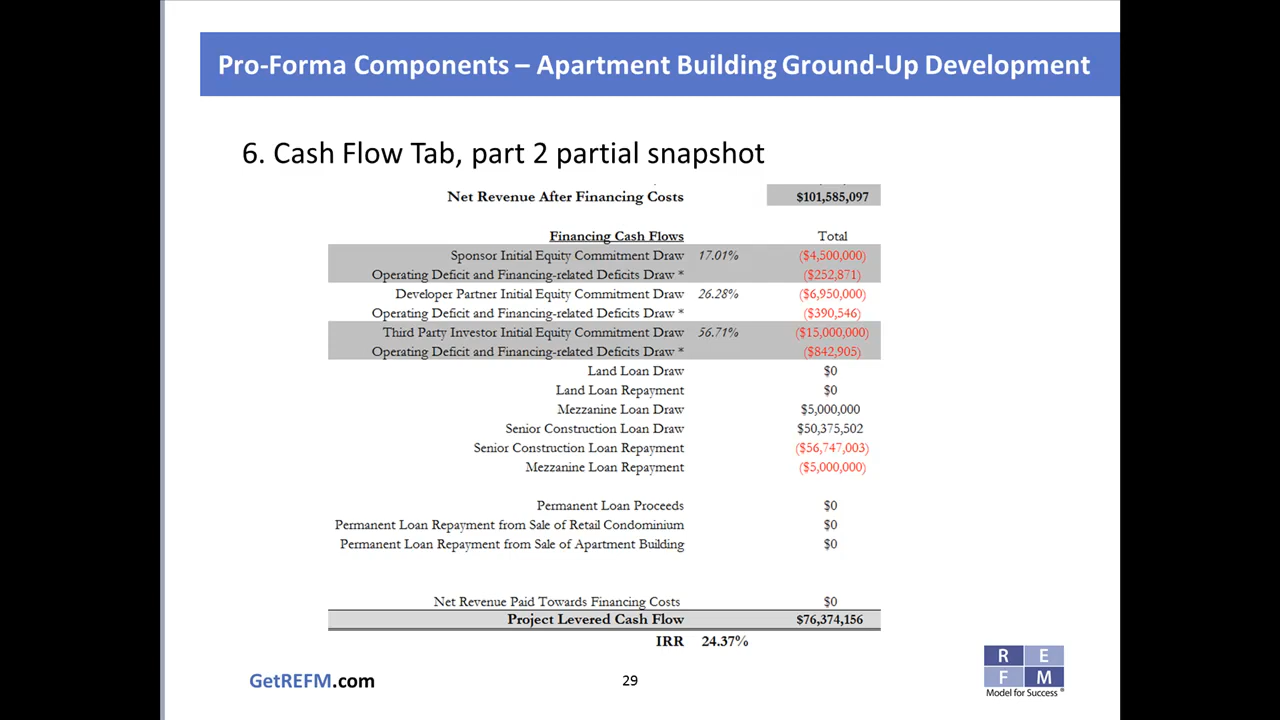 Pro-Forma Components – Apartment Building Ground-Up Development
6. Cash Flow Tab, part 2 partial snapshot
Net Revenue After Financing Costs $101,585,097
Financing Cash Flows Total
Sponsor Initial Equity Commitment Draw 17.01% ($4,500,000)
Operating Deficit and Financing-related Deficits Draw * ($252,871)
Developer Partner Initial Equity Commitment Draw 26.28% ($6,950,000)
Operating Deficit and Financing-related Deficits Draw * ($390,546)
Third Party Investor Initial Equity Commitment Draw 56.71% ($15,000,000)
Operating Deficit and Financing-related Deficits Draw * ($842,905)
Land Loan Draw $0
Land Loan Repayment $0
Mezzanine Loan Draw $5,000,000
Senior Construction Loan Draw $50,375,502
Senior Construction Loan Repayment ($56,747,003)
Mezzanine Loan Repayment ($5,000,000)
Permanent Loan Proceeds $0
Permanent Loan Repayment from Sale of Retail Condominium $0
Permanent Loan Repayment from Sale of Apartment Building $0
Net Revenue Paid Towards Financing Costs $0
Project Levered Cash Flow $76,374,156
IRR 24.37%
GetREFM.com
29
R E
F M
Model for Success ®